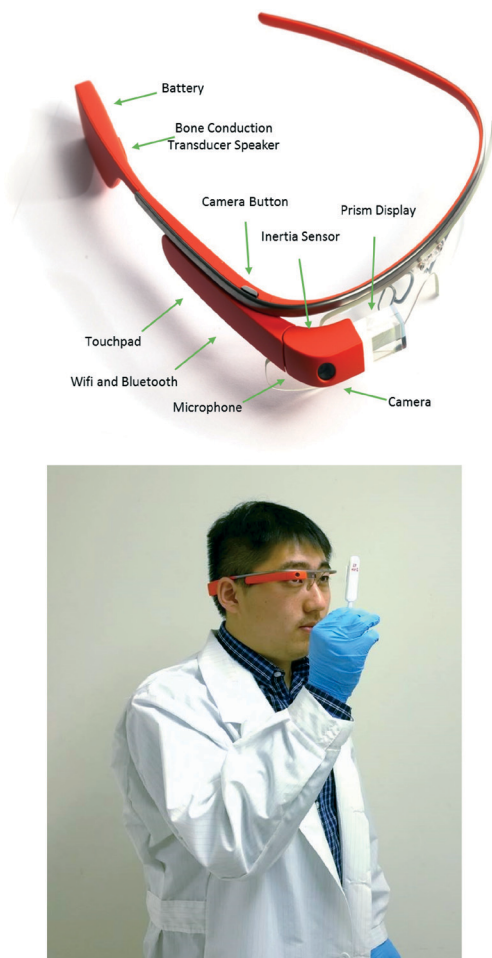 Battery
Bone Conduction
Transducer Speaker
Camera Button
Prism Display
Inertia Sensor
Touchpad
Wifi and Bluetooth
Microphone
Camera